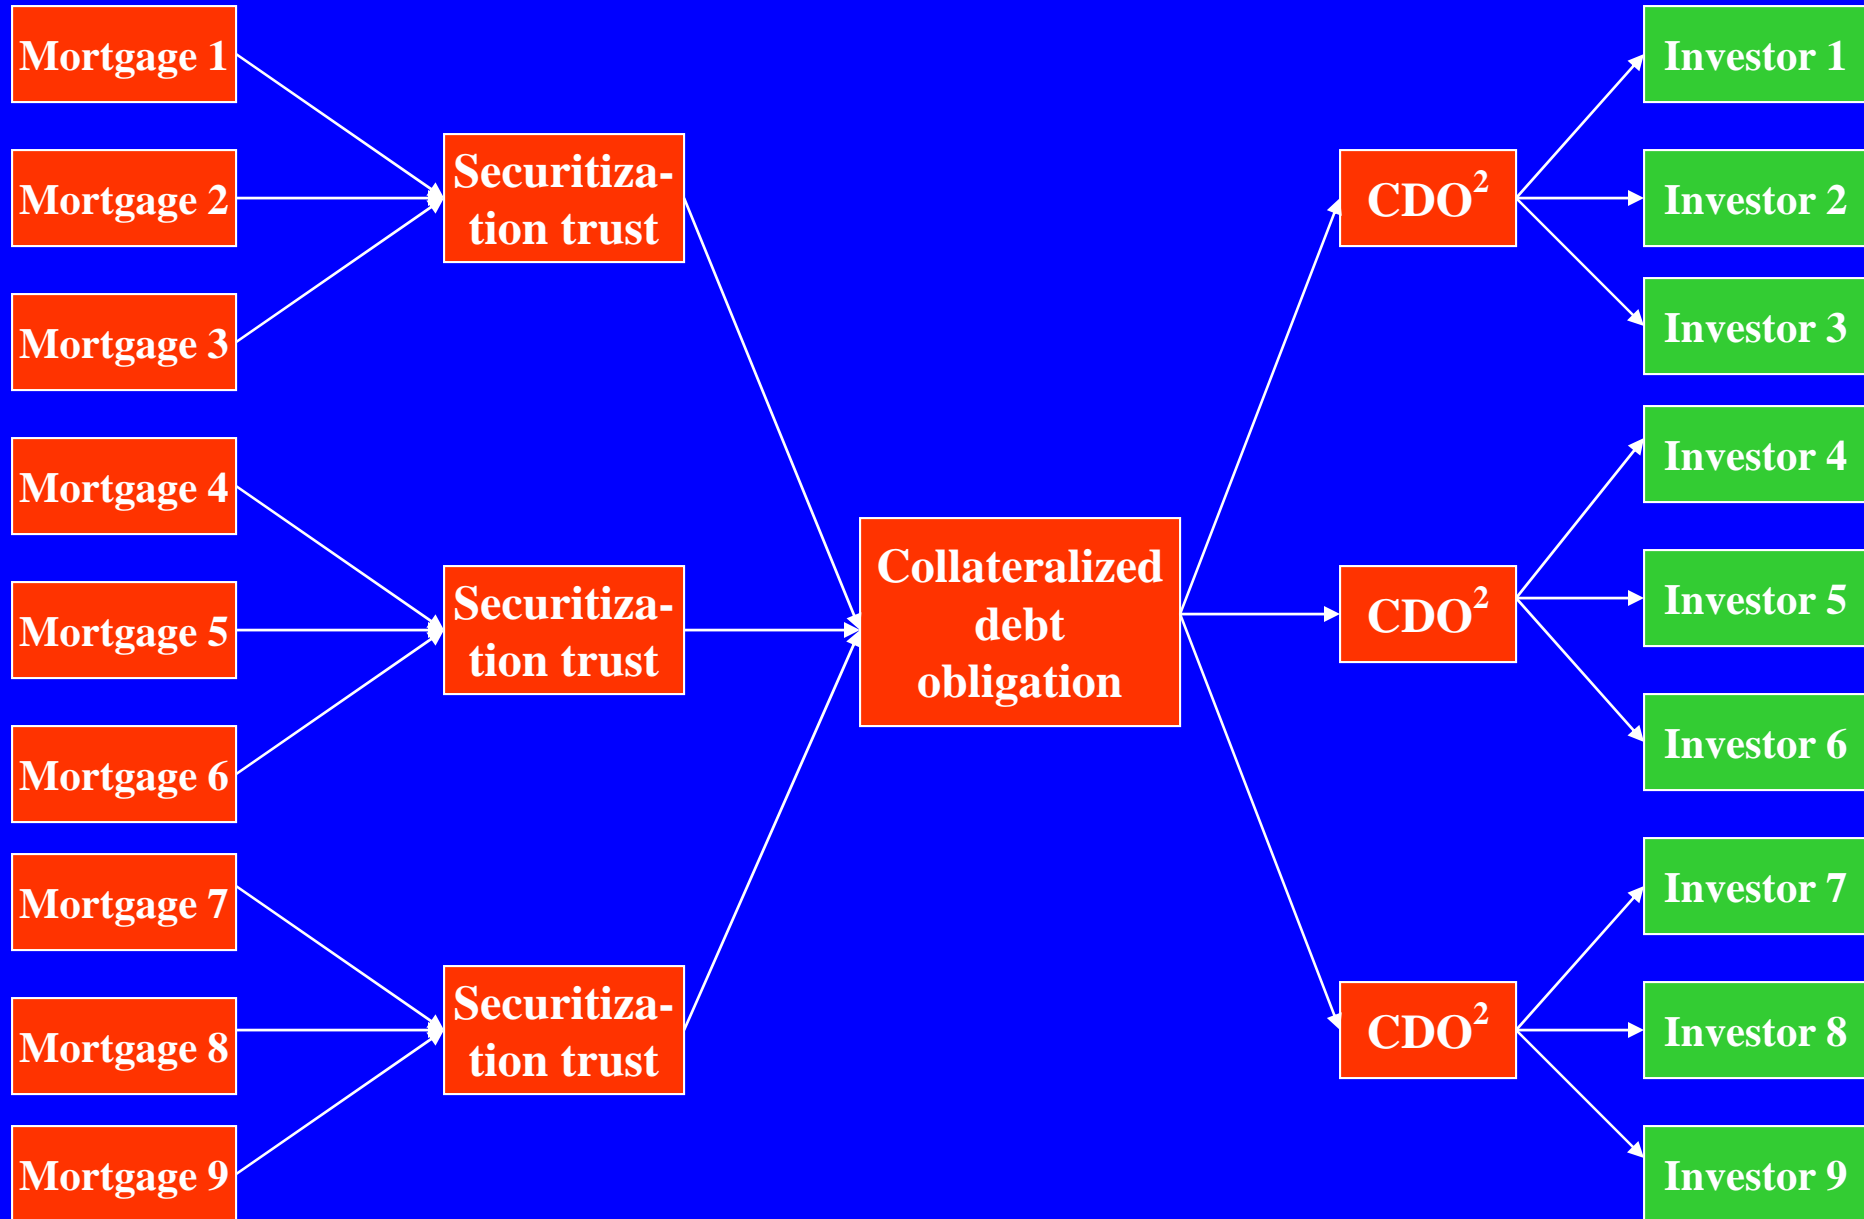 Mortgage 1
Mortgage 2
Mortgage 3
Mortgage 4
Mortgage 5
Mortgage 6
Mortgage 7
Mortgage 8
Mortgage 9
Securitiza-
tion trust
Securitiza-
tion trust
Securitiza-
tion trust
Collateralized
debt
obligation
CDO²
CDO²
CDO²
Investor 1
Investor 2
Investor 3
Investor 4
Investor 5
Investor 6
Investor 7
Investor 8
Investor 9